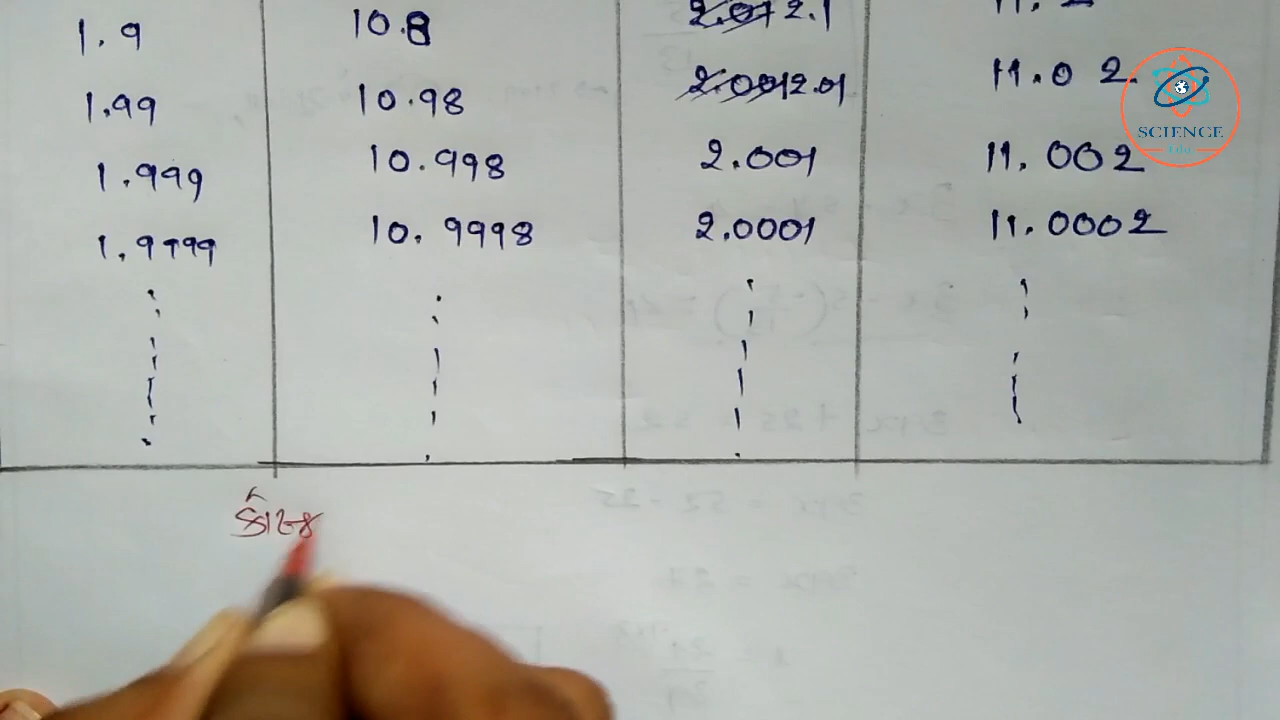 1.9 10.8 2.1
1.99 10.98 2.01 11.02
1.999 10.998 2.001 11.002
1.9999 10.9998 2.0001 11.0002
SCIENCE
Edu